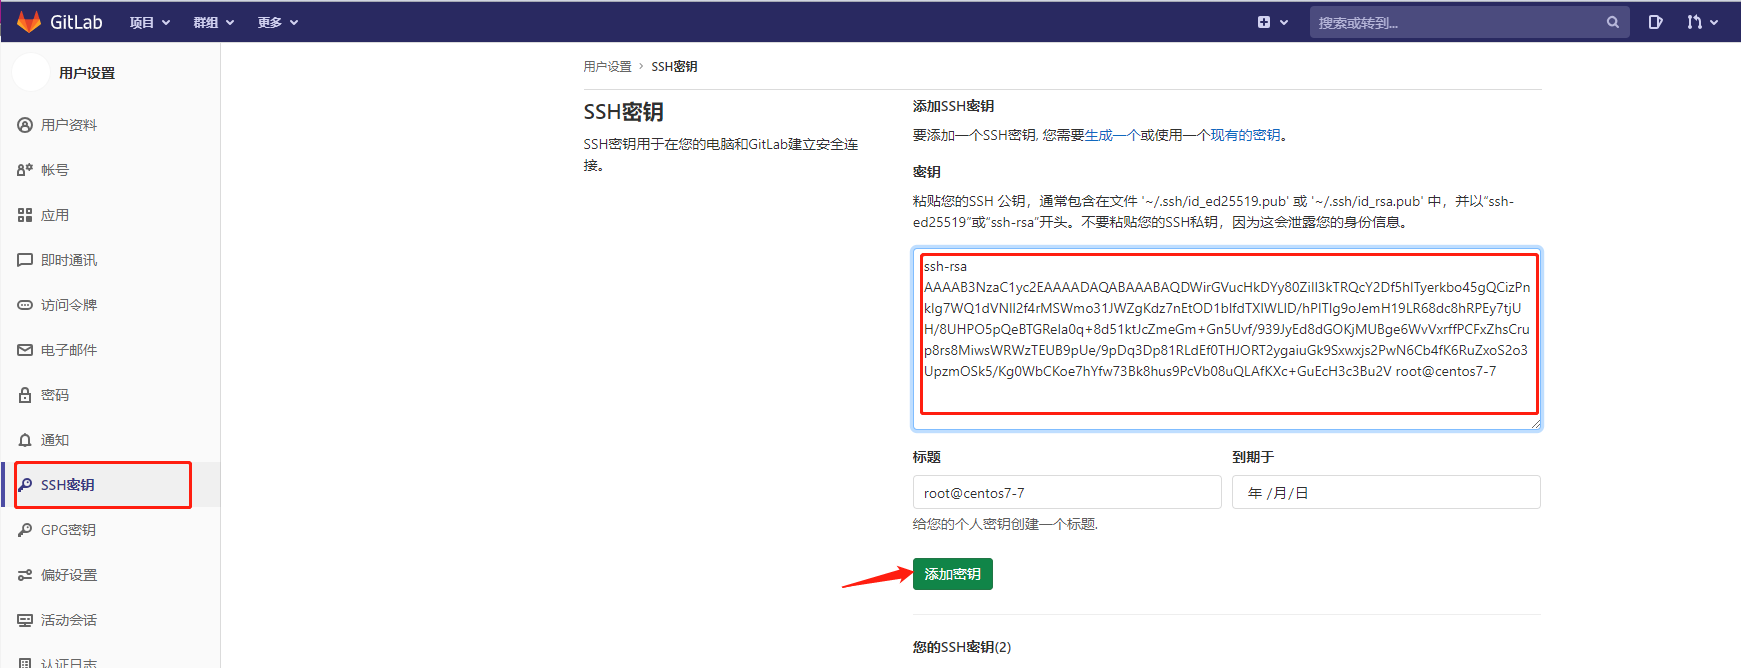 GitLab 项目 群组 更多 搜索或转到...
用户设置
用户资料
帐号
应用
即时通讯
访问令牌
电子邮件
密码
通知
SSH密钥
GPG密钥
偏好设置
活动会话
认证日志
用户设置 › SSH密钥
SSH密钥
SSH密钥用于在您的电脑和GitLab建立安全连
接。
添加SSH密钥
要添加一个SSH密钥, 您需要生成一个或使用一个现有的密钥。
密钥
粘贴您的SSH 公钥，通常包含在文件 '~/.ssh/id_ed25519.pub' 或 '~/.ssh/id_rsa.pub' 中，并以“ssh-
ed25519”或“ssh-rsa”开头。不要粘贴您的SSH私钥，因为这会泄露您的身份信息。
ssh-rsa
AAAAB3NzaC1yc2EAAAADAQABAAABAQDWirGVucHkDYy80ZiIl3kTRQcY2Df5hlTyerkbo45gQCizPn
klg7WQ1dVNlI2f4rMSWmo31JWZgKdz7nEtOD1blfdTXlWLlD/hPlTlg9oJemH19LR68dc8hRPEy7tjU
H/8UHPO5pQeBTGRela0q+8d51ktJcZmeGm+Gn5Uvf/939JyEd8dGOKjMUBge6WvVxrffPCFxZhsCru
p8rs8MiwsWRWzTEUB9pUe/9pDq3Dp81RLdEf0THJORT2ygaiuGk9Sxwxjs2PwN6Cb4fK6RuZxoS2o3
UpzmOSk5/Kg0WbCKoe7hYfw73Bk8hus9PcVb08uQLAfKXc+GuEcH3c3Bu2V root@centos7-7
标题 到期于
root@centos7-7 年 /月/日
给您的个人密钥创建一个标题.
添加密钥
您的SSH密钥(2)